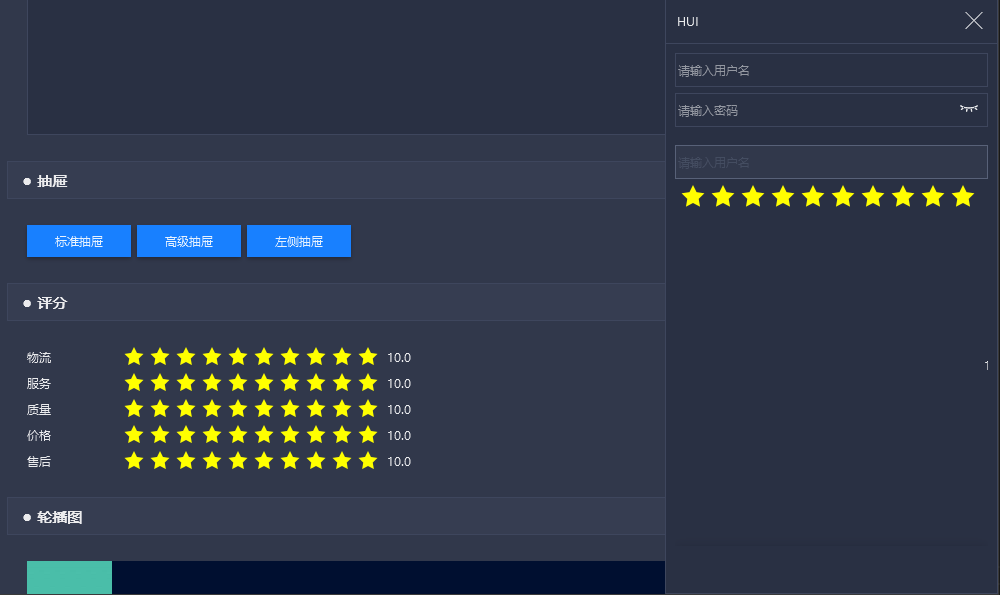 抽屉
标准抽屉 高级抽屉 左侧抽屉
评分
物流 10.0
服务 10.0
质量 10.0
价格 10.0
售后 10.0
轮播图
HUI
请输入用户名
请输入密码
请输入用户名
1